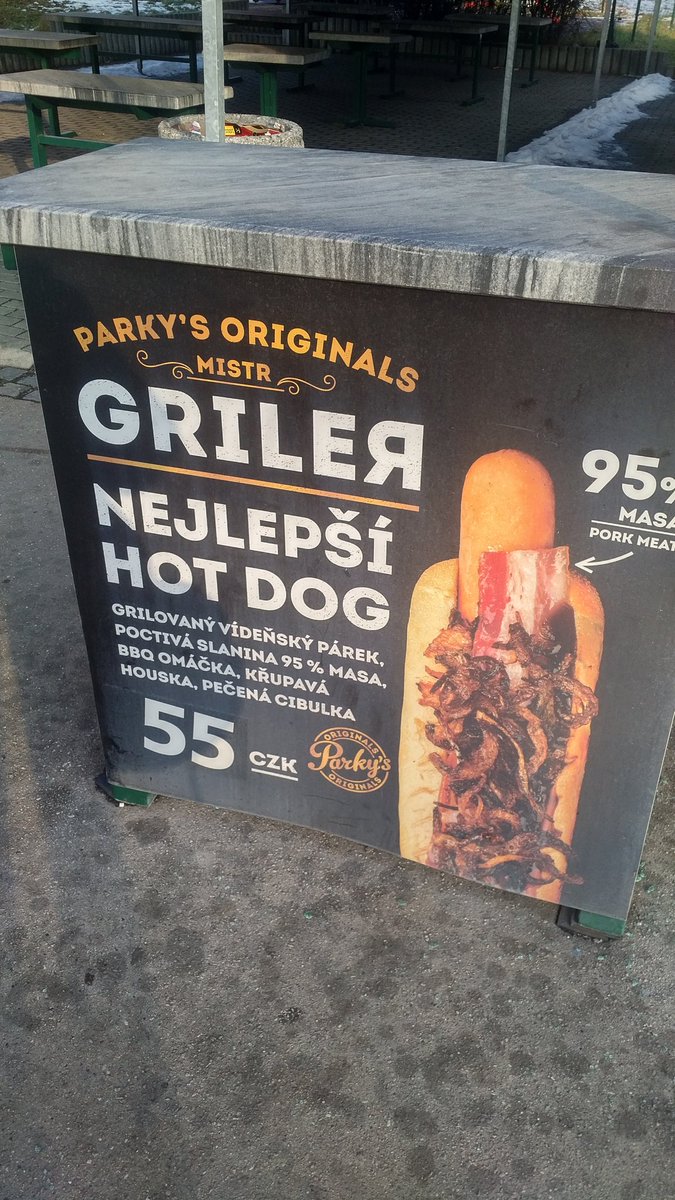 PARKY'S ORIGINALS
MISTR
GRILEЯ
NEJLEPŠÍ
HOT DOG
GRILOVANÝ VÍDEŇSKÝ PÁREK,
POCTIVÁ SLANINA 95 % MASA,
BBQ OMÁČKA, KŘUPAVÁ
HOUSKA, PEČENÁ CIBULKA
55 CZK
ORIGINALS
Parky's
ORIGINALS
95%
MASA
PORK MEAT